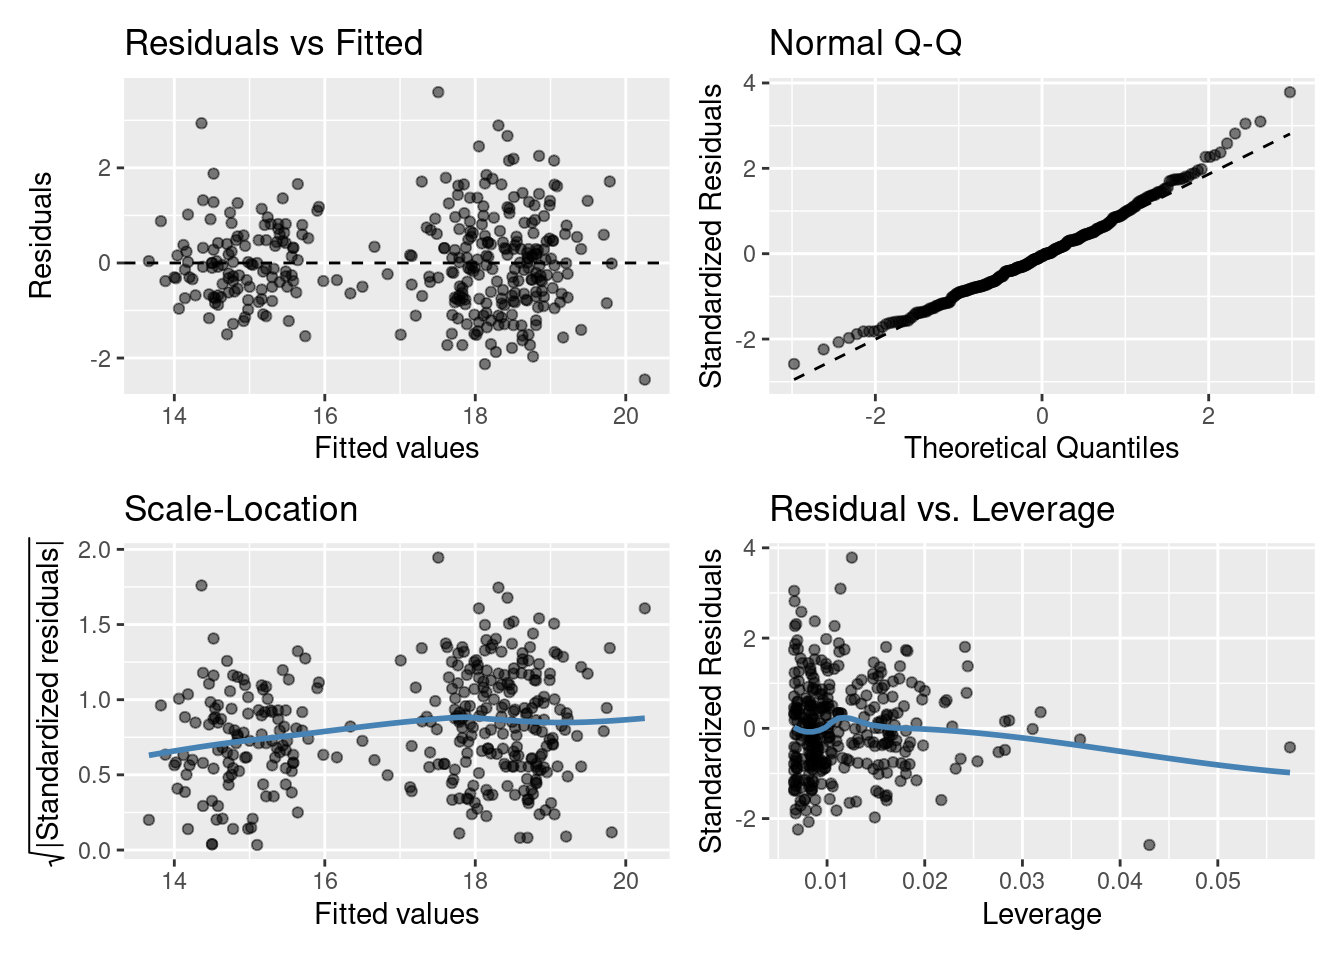 Residuals vs Fitted
Residuals
2
0
-2
14 16 18 20
Fitted values
Normal Q-Q
Standardized Residuals
4
2
0
-2
-2 0 2
Theoretical Quantiles
Scale-Location
√|Standardized residuals|
2.0
1.5
1.0
0.5
0.0
14 16 18 20
Fitted values
Residual vs. Leverage
Standardized Residuals
4
2
0
-2
0.01 0.02 0.03 0.04 0.05
Leverage